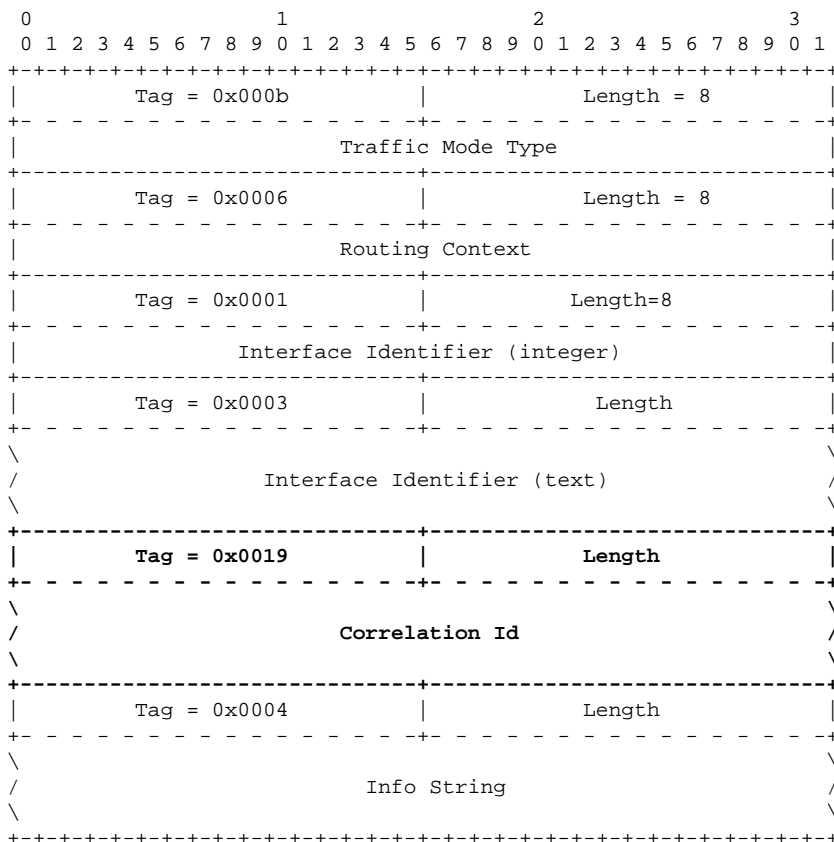 0                   1                   2                   3
 0 1 2 3 4 5 6 7 8 9 0 1 2 3 4 5 6 7 8 9 0 1 2 3 4 5 6 7 8 9 0 1
+-+-+-+-+-+-+-+-+-+-+-+-+-+-+-+-+-+-+-+-+-+-+-+-+-+-+-+-+-+-+-+-+
|         Tag = 0x000b          |            Length = 8         |
+- - - - - - - - - - - - - - - -+- - - - - - - - - - - - - - - -+
|                         Traffic Mode Type                     |
+-------------------------------+-------------------------------+
|         Tag = 0x0006          |            Length = 8         |
+- - - - - - - - - - - - - - - -+- - - - - - - - - - - - - - - -+
|                         Routing Context                       |
+-------------------------------+-------------------------------+
|         Tag = 0x0001          |           Length=8            |
+- - - - - - - - - - - - - - - -+- - - - - - - - - - - - - - - -+
|                 Interface Identifier (integer)                |
+-------------------------------+-------------------------------+
|         Tag = 0x0003          |             Length            |
+- - - - - - - - - - - - - - - -+- - - - - - - - - - - - - - - -+
\                                                               \
/                   Interface Identifier (text)                 /
\                                                               \
+-------------------------------+-------------------------------+
|         Tag = 0x0019          |            Length             |
+- - - - - - - - - - - - - - - -+- - - - - - - - - - - - - - - -+
\                                                               \
/                         Correlation Id                        /
\                                                               \
+-------------------------------+-------------------------------+
|         Tag = 0x0004          |            Length             |
+- - - - - - - - - - - - - - - -+- - - - - - - - - - - - - - - -+
\                                                               \
/                           Info String                         /
\                                                               \
+-+-+-+-+-+-+-+-+-+-+-+-+-+-+-+-+-+-+-+-+-+-+-+-+-+-+-+-+-+-+-+-+